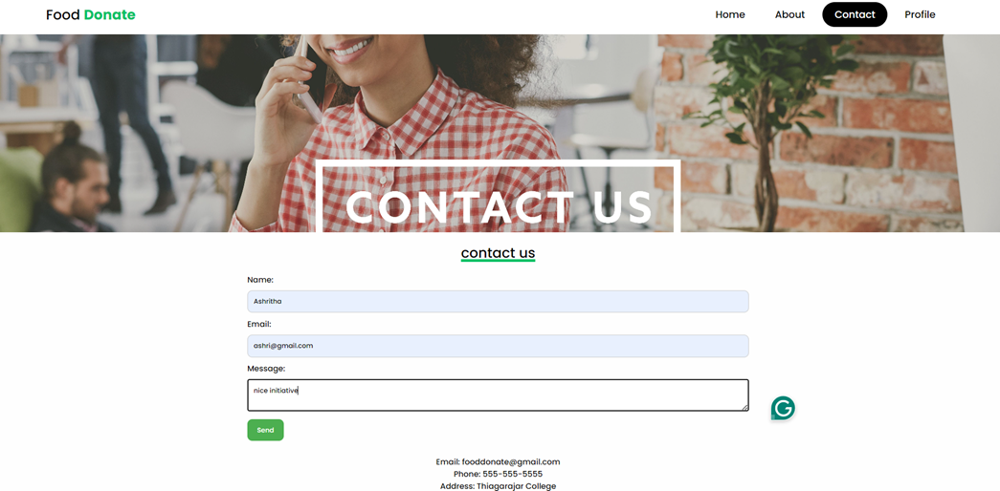 Food Donate
Home About Contact Profile
CONTACT US
contact us
Name:
Ashritha
Email:
ashri@gmail.com
Message:
nice initiative
Send
G
Email: fooddonate@gmail.com
Phone: 555-555-5555
Address: Thiagarajar College